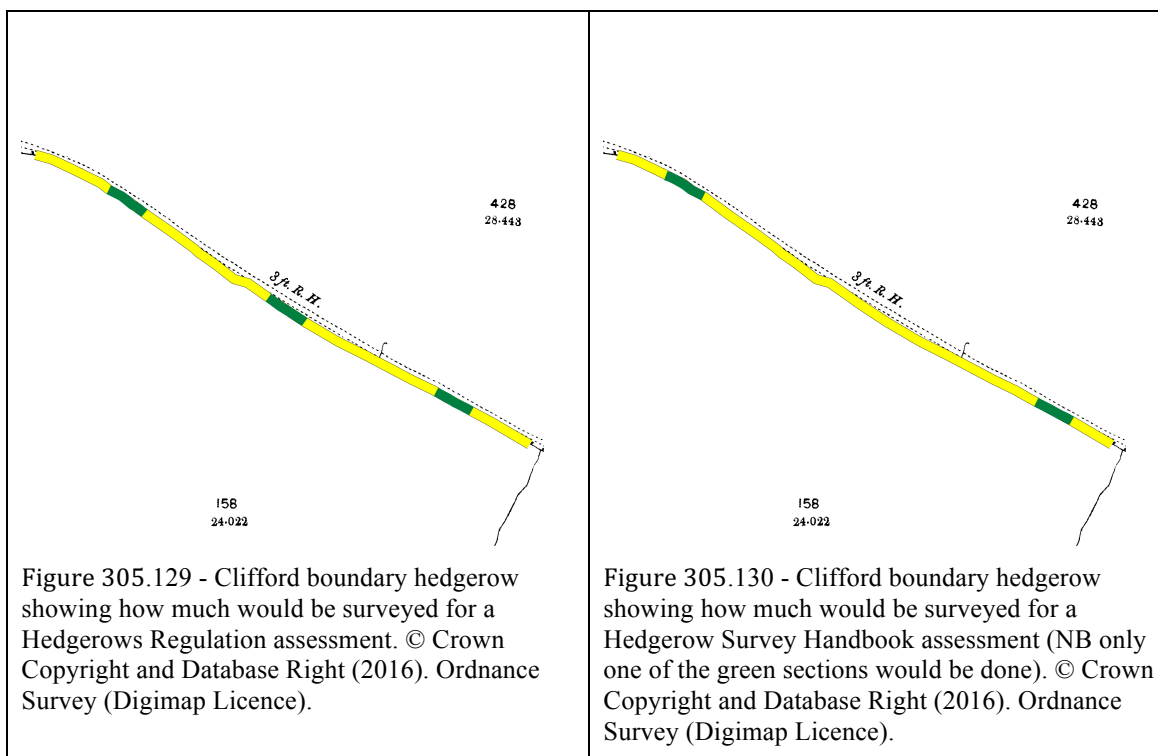 428
28·443
3 ft. R. H.
158
24·022
Figure 305.129 - Clifford boundary hedgerow
showing how much would be surveyed for a
Hedgerows Regulation assessment. © Crown
Copyright and Database Right (2016). Ordnance
Survey (Digimap Licence).
428
28·443
3 ft. R. H.
158
24·022
Figure 305.130 - Clifford boundary hedgerow
showing how much would be surveyed for a
Hedgerow Survey Handbook assessment (NB only
one of the green sections would be done). © Crown
Copyright and Database Right (2016). Ordnance
Survey (Digimap Licence).